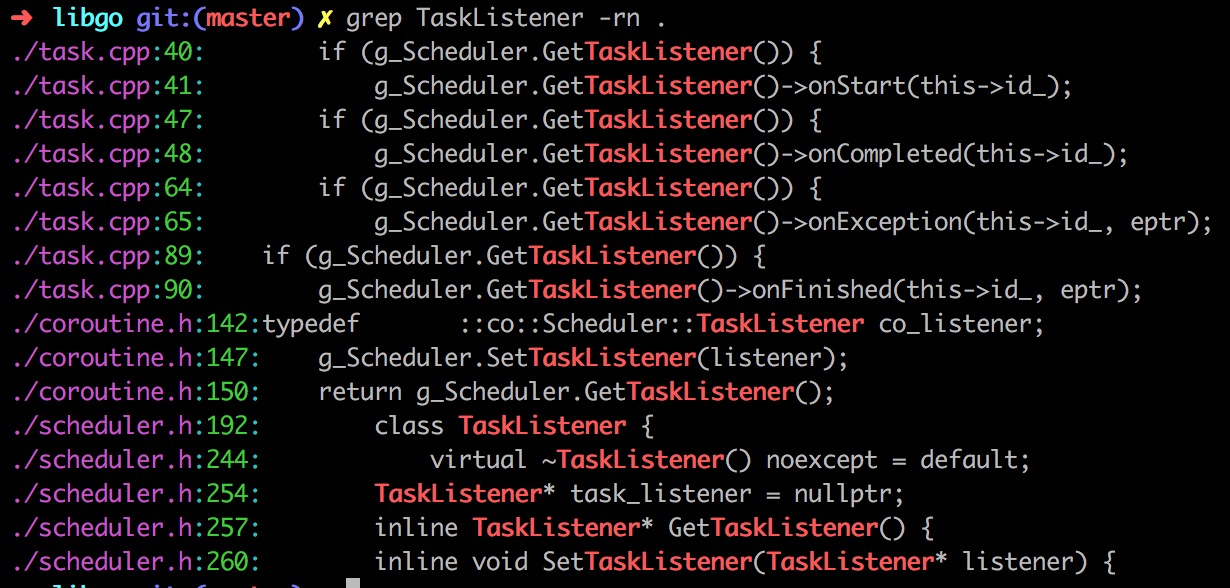 ➜ libgo git:(master) ✗ grep TaskListener -rn .
./task.cpp:40:        if (g_Scheduler.GetTaskListener()) {
./task.cpp:41:            g_Scheduler.GetTaskListener()->onStart(this->id_);
./task.cpp:47:        if (g_Scheduler.GetTaskListener()) {
./task.cpp:48:            g_Scheduler.GetTaskListener()->onCompleted(this->id_);
./task.cpp:64:        if (g_Scheduler.GetTaskListener()) {
./task.cpp:65:            g_Scheduler.GetTaskListener()->onException(this->id_, eptr);
./task.cpp:89:    if (g_Scheduler.GetTaskListener()) {
./task.cpp:90:        g_Scheduler.GetTaskListener()->onFinished(this->id_, eptr);
./coroutine.h:142:typedef       ::co::Scheduler::TaskListener co_listener;
./coroutine.h:147:    g_Scheduler.SetTaskListener(listener);
./coroutine.h:150:    return g_Scheduler.GetTaskListener();
./scheduler.h:192:        class TaskListener {
./scheduler.h:244:            virtual ~TaskListener() noexcept = default;
./scheduler.h:254:        TaskListener* task_listener = nullptr;
./scheduler.h:257:        inline TaskListener* GetTaskListener() {
./scheduler.h:260:        inline void SetTaskListener(TaskListener* listener) {